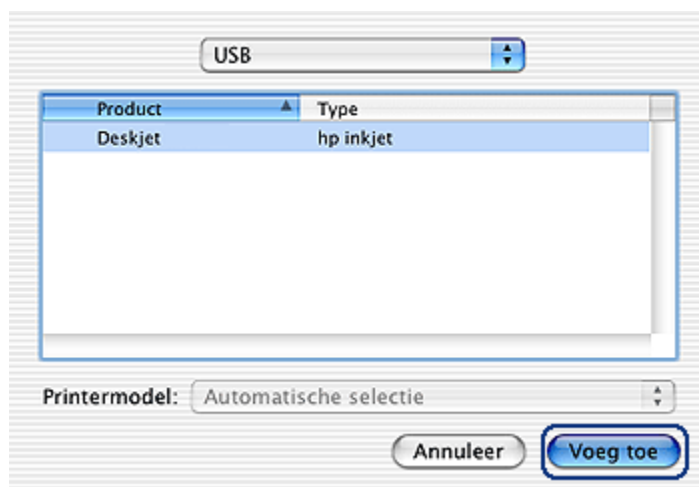 USB
Product Type
Deskjet hp inkjet
Printermodel: Automatische selectie
Annuleer Voeg toe